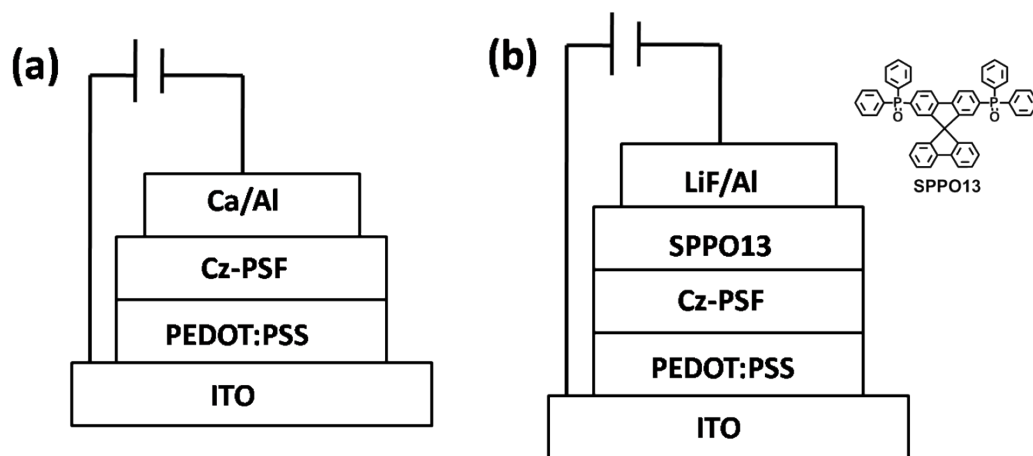 (a)
Ca/Al
Cz-PSF
PEDOT:PSS
ITO
(b)
LiF/Al
SPPO13
Cz-PSF
PEDOT:PSS
ITO
P P
O O
SPPO13